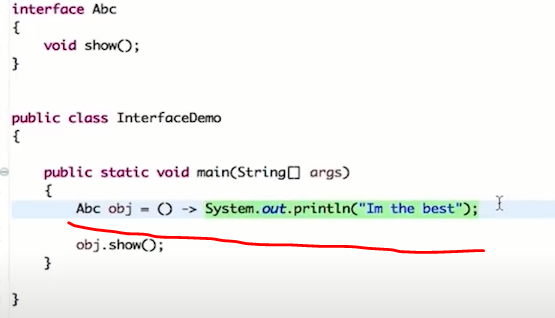 interface Abc
{
void show();
}
public class InterfaceDemo
{
public static void main(String[] args)
{
Abc obj = () -> System.out.println("Im the best");
obj.show();
}
}